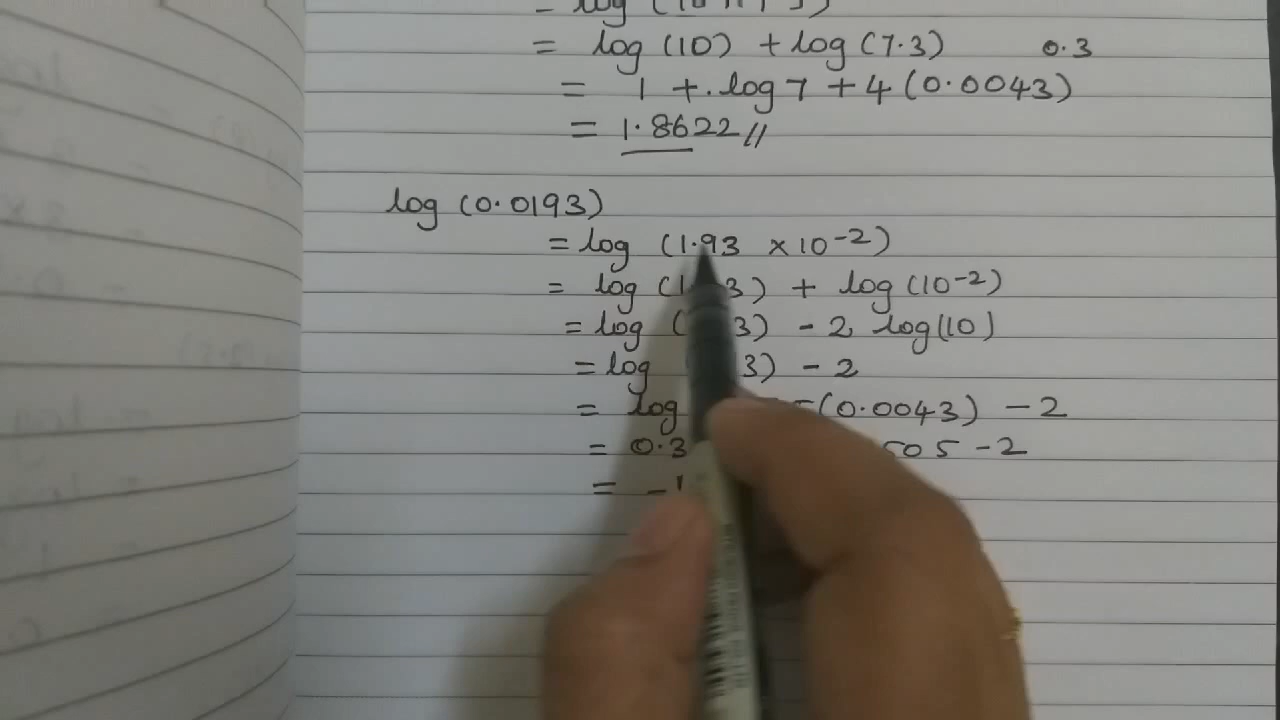 = log (10
= log (10) + log (7.3) 0.3
= 1 + log 7 + 4 (0.0043)
= 1.8622 //
log (0.0193)
= log (1.93 × 10⁻²)
= log (1 3) + log (10⁻²)
= log ( 3) - 2 log (10)
= log 3) - 2
= log (0.0043) - 2
= 0.3 505 - 2
= -1